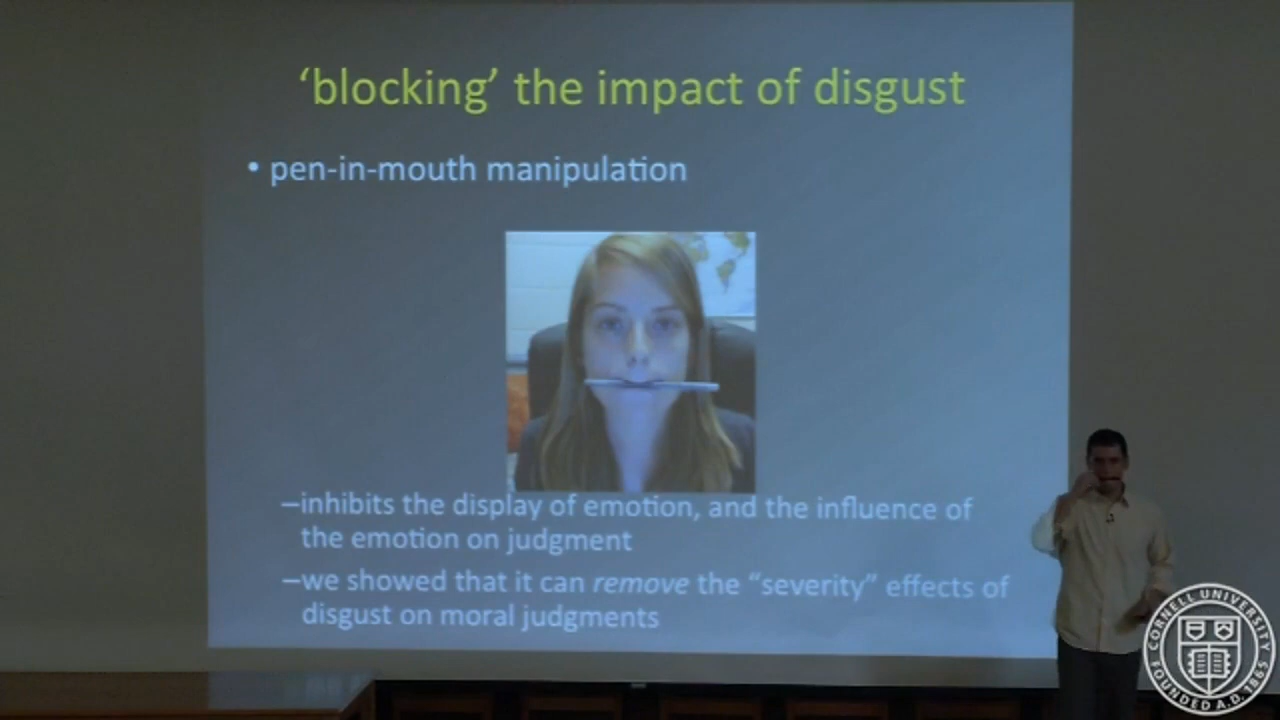 ‘blocking’ the impact of disgust
• pen-in-mouth manipulation
–inhibits the display of emotion, and the influence of
the emotion on judgment
–we showed that it can remove the “severity” effects of
disgust on moral judgments
CORNELL UNIVERSITY
FOUNDED A.D. 1865